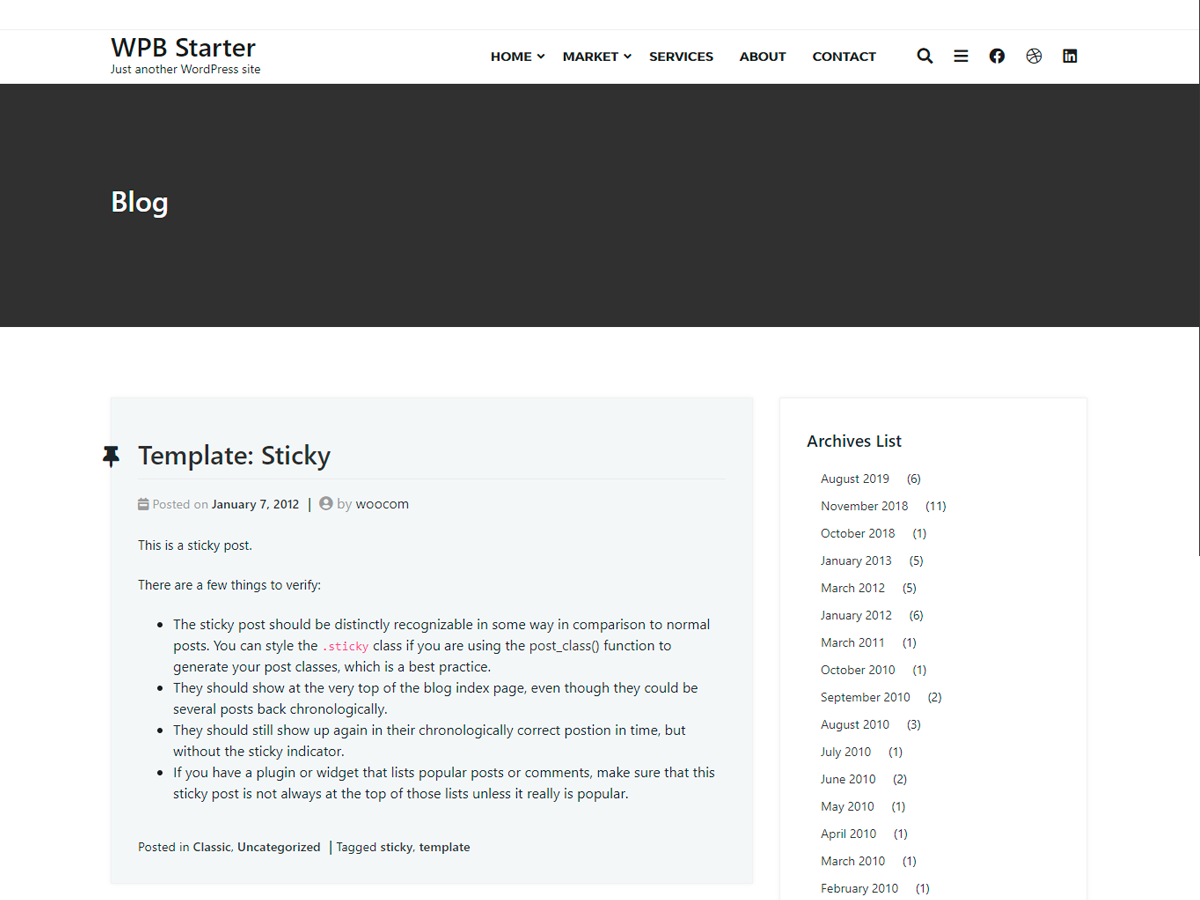 WPB Starter
Just another WordPress site
HOME MARKET SERVICES ABOUT CONTACT
Blog
Template: Sticky
Posted on January 7, 2012 | by woocom
This is a sticky post.
There are a few things to verify:
• The sticky post should be distinctly recognizable in some way in comparison to normal
posts. You can style the .sticky class if you are using the post_class() function to
generate your post classes, which is a best practice.
• They should show at the very top of the blog index page, even though they could be
several posts back chronologically.
• They should still show up again in their chronologically correct postion in time, but
without the sticky indicator.
• If you have a plugin or widget that lists popular posts or comments, make sure that this
sticky post is not always at the top of those lists unless it really is popular.
Posted in Classic, Uncategorized | Tagged sticky, template
Archives List
August 2019 (6)
November 2018 (11)
October 2018 (1)
January 2013 (5)
March 2012 (5)
January 2012 (6)
March 2011 (1)
October 2010 (1)
September 2010 (2)
August 2010 (3)
July 2010 (1)
June 2010 (2)
May 2010 (1)
April 2010 (1)
March 2010 (1)
February 2010 (1)